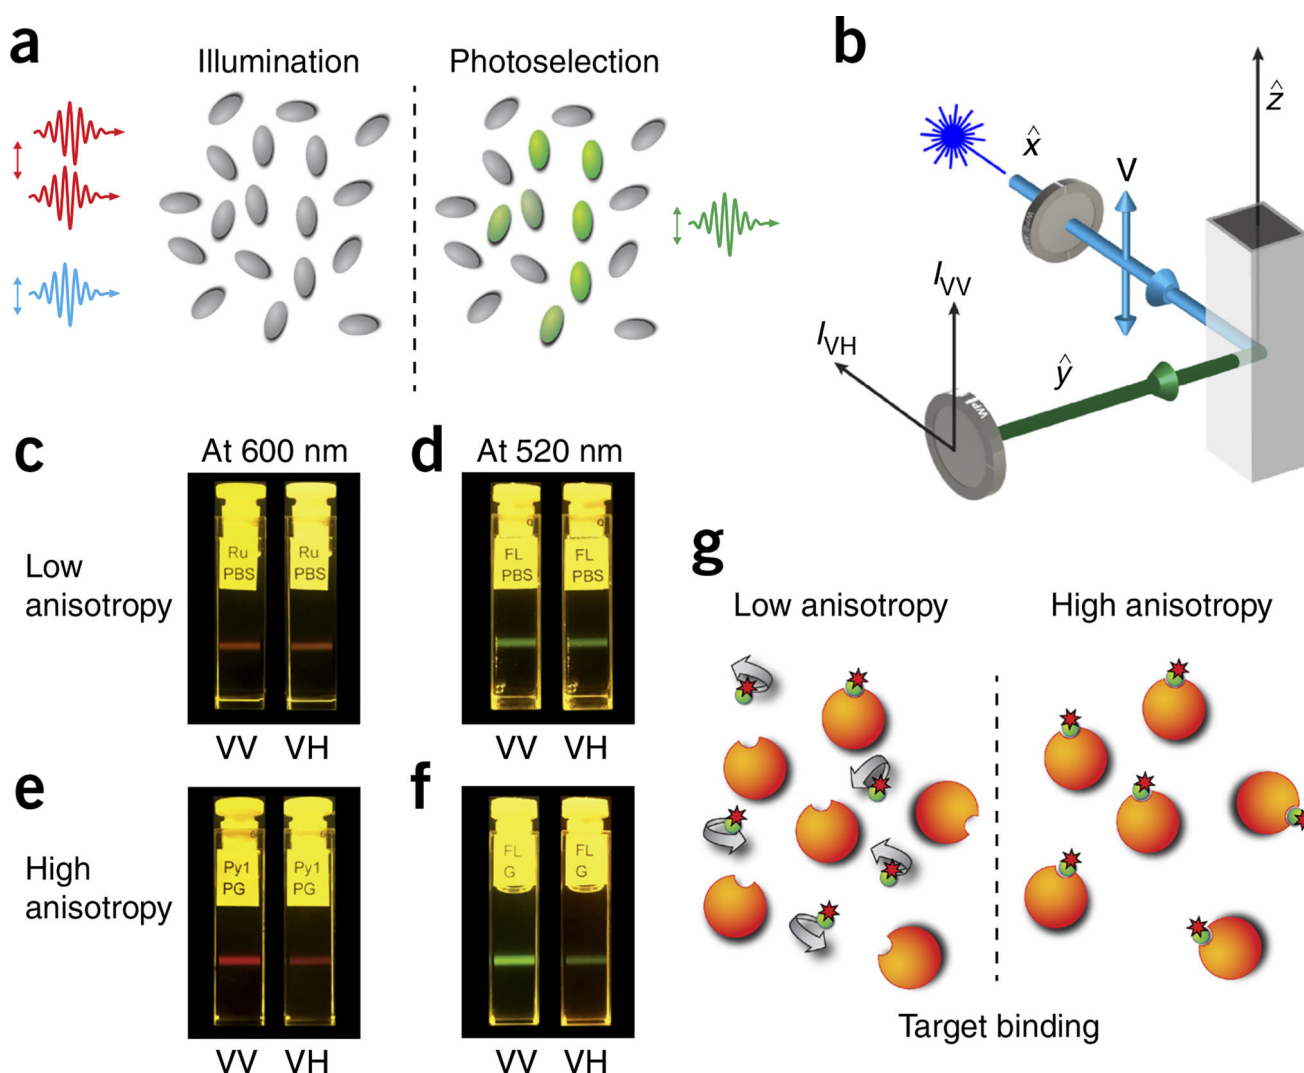 a
Illumination
Photoselection
b
x̂
ẑ
V
I_VV
I_VH
ŷ
WPI
c
At 600 nm
d
At 520 nm
Low
anisotropy
Ru
PBS
Ru
PBS
FL
PBS
FL
PBS
VV
VH
VV
VH
e
f
High
anisotropy
Py1
PG
Py1
PG
FL
G
FL
G
VV
VH
VV
VH
g
Low anisotropy
High anisotropy
Target binding